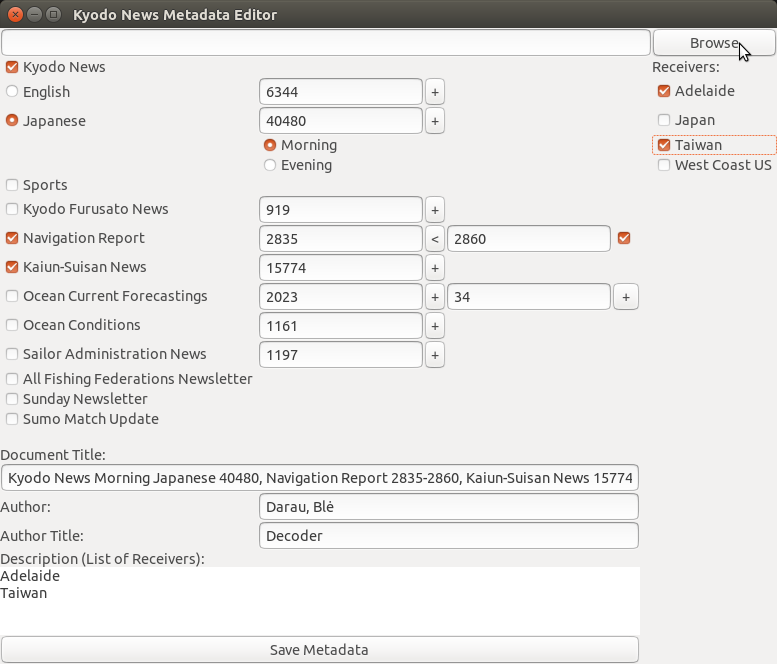 Kyodo News Metadata Editor
Browse
Kyodo News
Receivers:
English 6344 + Adelaide
Japanese 40480 + Japan
Morning Taiwan
Evening West Coast US
Sports
Kyodo Furusato News 919 +
Navigation Report 2835 < 2860
Kaiun-Suisan News 15774 +
Ocean Current Forecastings 2023 + 34 +
Ocean Conditions 1161 +
Sailor Administration News 1197 +
All Fishing Federations Newsletter
Sunday Newsletter
Sumo Match Update
Document Title:
Kyodo News Morning Japanese 40480, Navigation Report 2835-2860, Kaiun-Suisan News 15774
Author: Darau, Blė
Author Title: Decoder
Description (List of Receivers):
Adelaide
Taiwan
Save Metadata